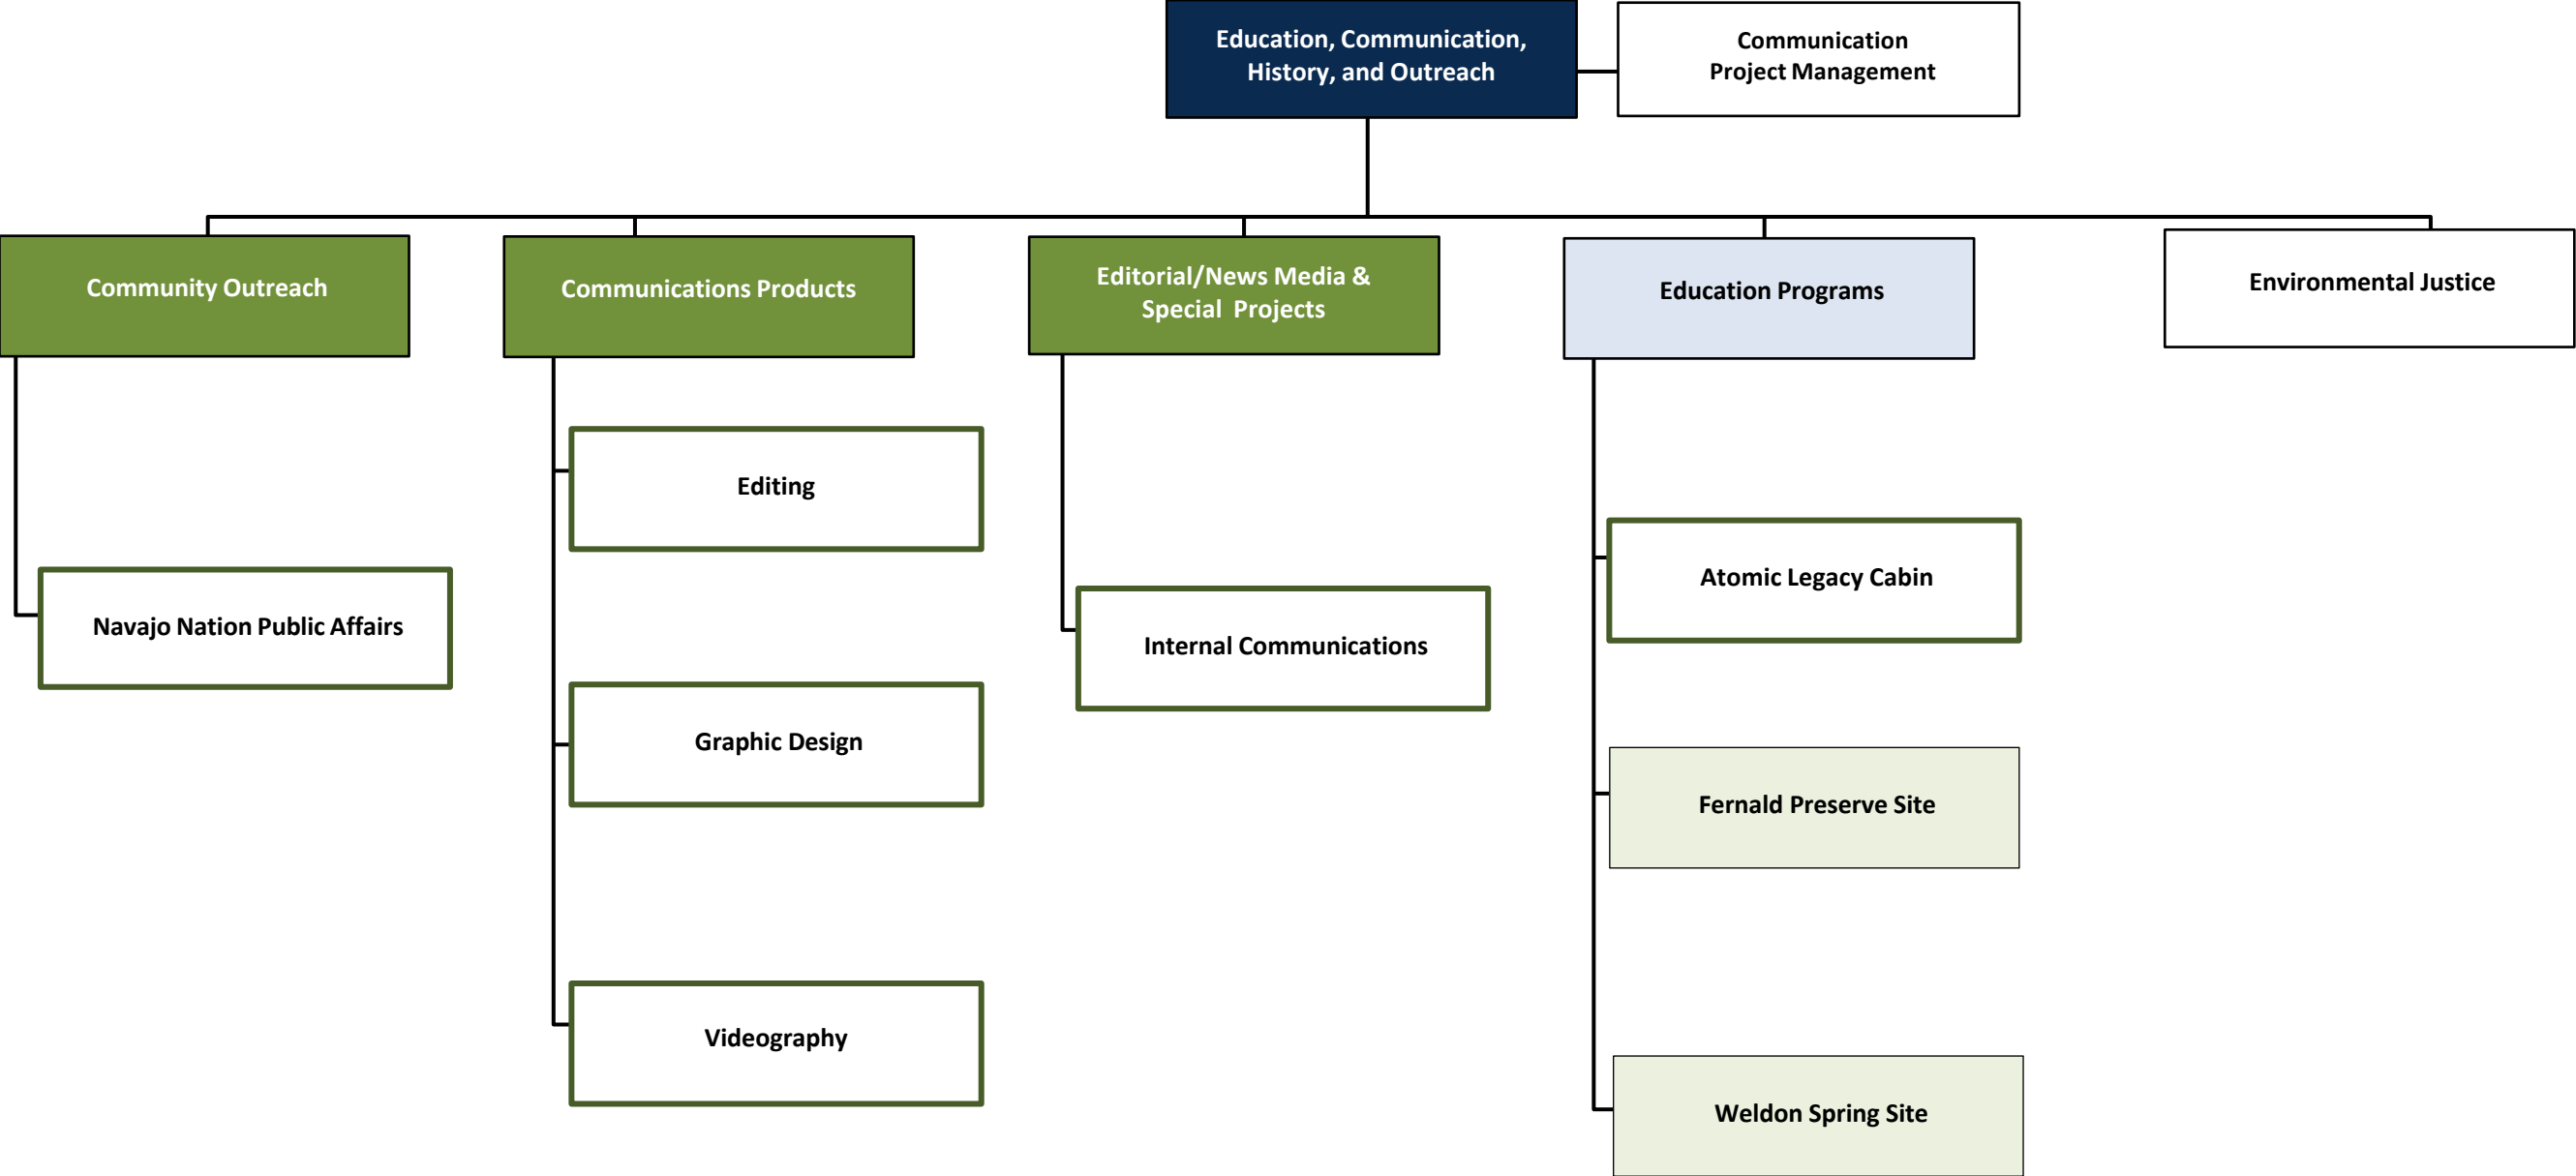 Education, Communication,
History, and Outreach
Communication
Project Management
Community Outreach
Communications Products
Editorial/News Media &
Special Projects
Education Programs
Environmental Justice
Editing
Atomic Legacy Cabin
Navajo Nation Public Affairs
Internal Communications
Graphic Design
Fernald Preserve Site
Videography
Weldon Spring Site